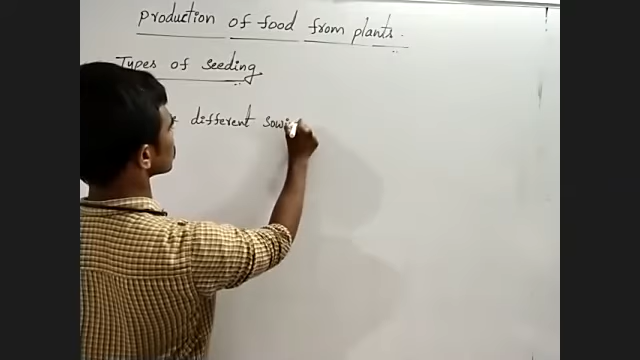 production of food from plants.
Types of seeding
different sowi